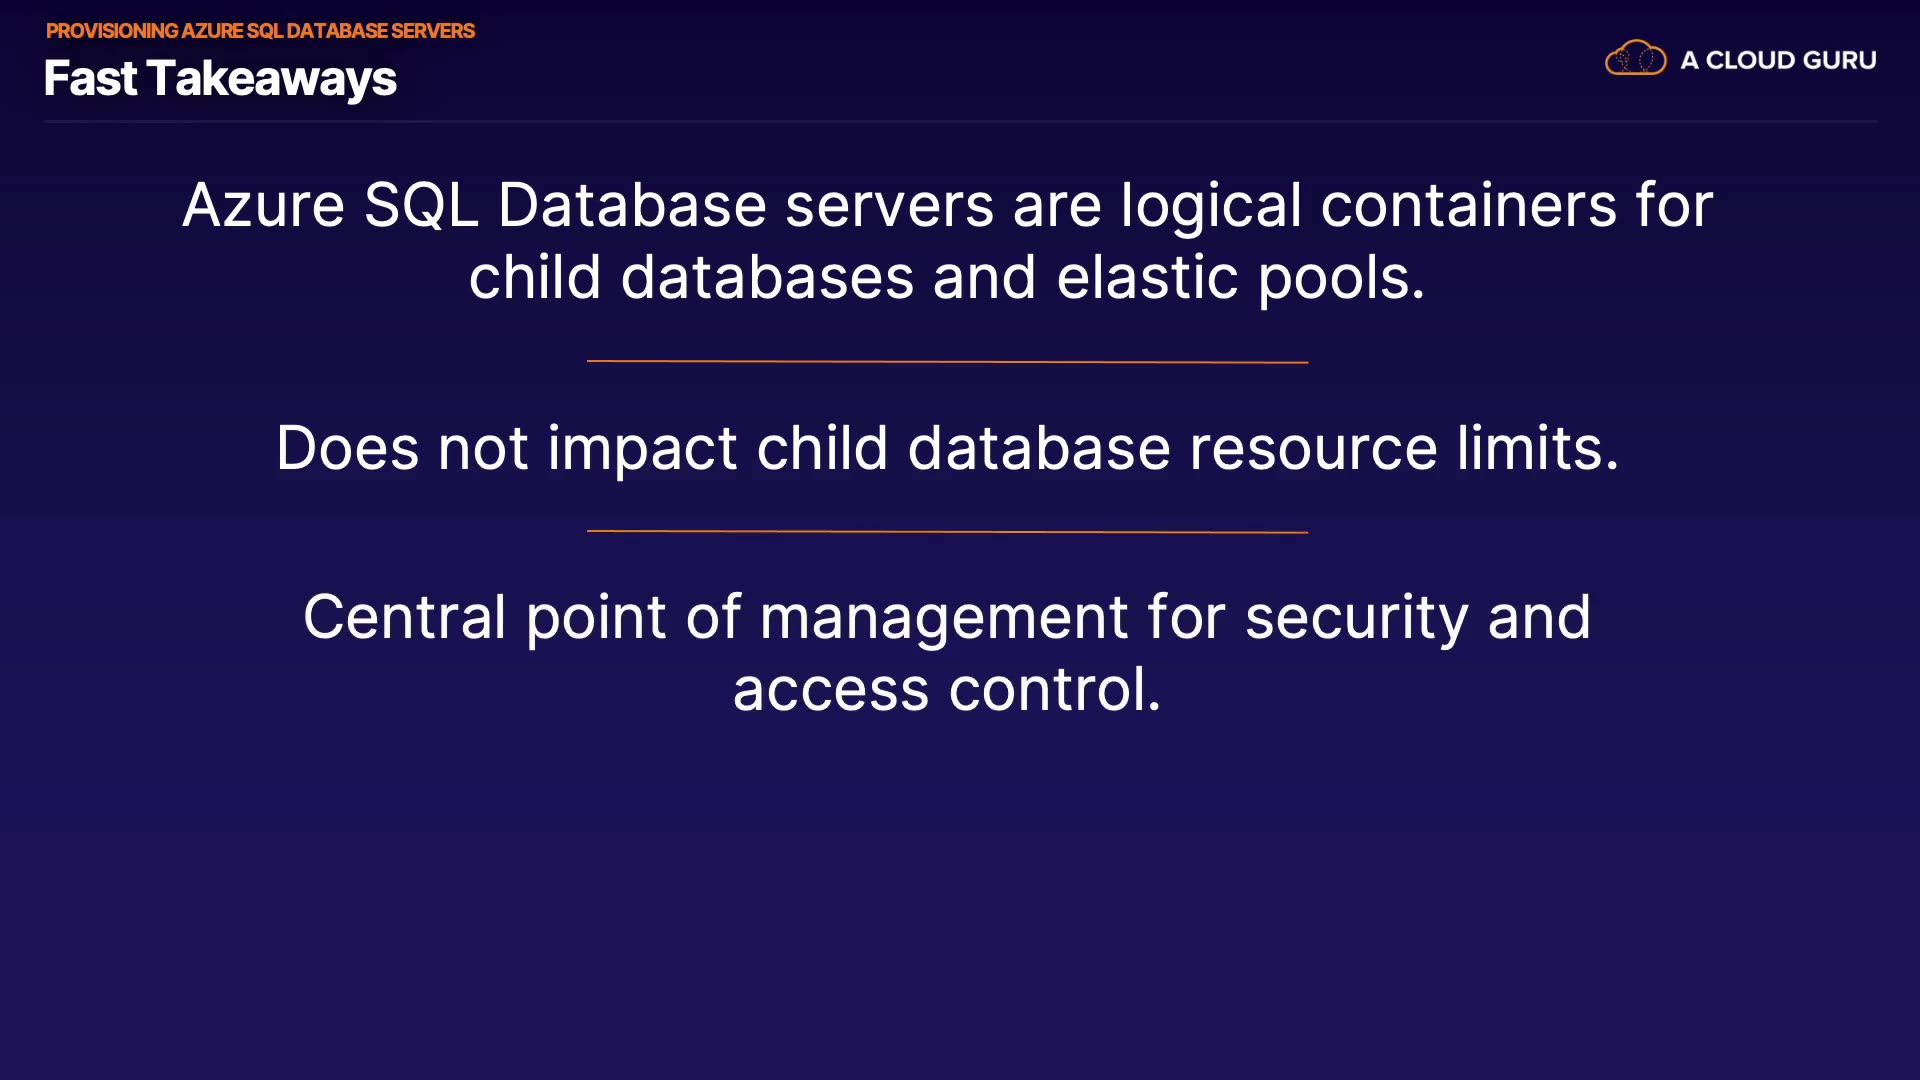 PROVISIONING AZURE SQL DATABASE SERVERS
Fast Takeaways
A CLOUD GURU
Azure SQL Database servers are logical containers for
child databases and elastic pools.
Does not impact child database resource limits.
Central point of management for security and
access control.